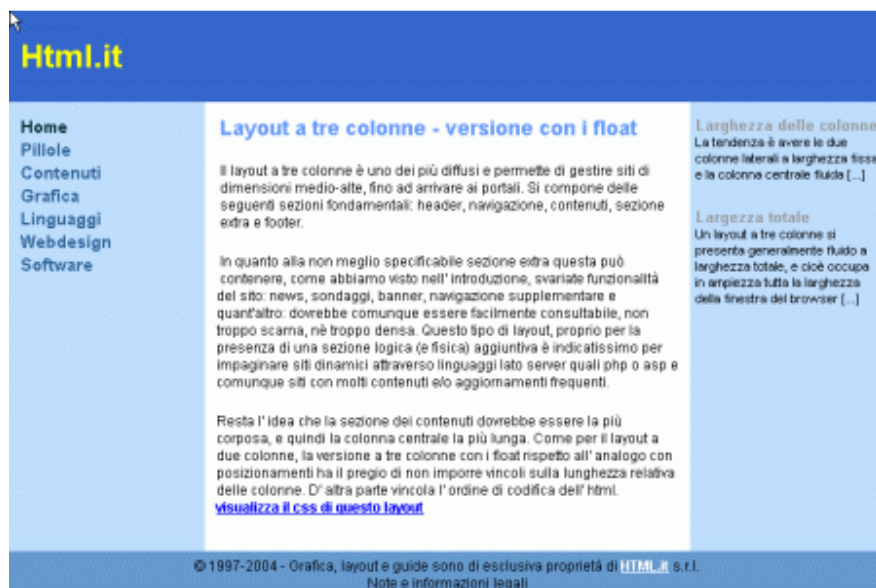 Html.it
Home
Pillole
Contenuti
Grafica
Linguaggi
Webdesign
Software
Layout a tre colonne - versione con i float
Il layout a tre colonne è uno dei più diffusi e permette di gestire siti di
dimensioni medio-alte, fino ad arrivare ai portali. Si compone delle
seguenti sezioni fondamentali: header, navigazione, contenuti, sezione
extra e footer.
In quanto alla non meglio specificabile sezione extra questa può
contenere, come abbiamo visto nell' introduzione, svariate funzionalità
del sito: news, sondaggi, banner, navigazione supplementare e
quant'altro: dovrebbe comunque essere facilmente consultabile, non
troppo scarna, nè troppo densa. Questo tipo di layout, proprio per la
presenza di una sezione logica (e fisica) aggiuntiva è indicatissimo per
impaginare siti dinamici attraverso linguaggi lato server quali php o asp e
comunque siti con molti contenuti e/o aggiornamenti frequenti.
Resta l' idea che la sezione dei contenuti dovrebbe essere la più
corposa, e quindi la colonna centrale la più lunga. Come per il layout a
due colonne, la versione a tre colonne con i float rispetto all' analogo con
posizionamenti ha il pregio di non imporre vincoli sulla lunghezza relativa
delle colonne. D' altra parte vincola l' ordine di codifica dell' html.
visualizza il css di questo layout
Larghezza delle colonne
La tendenza è avere le due
colonne laterali a larghezza fissa
e la colonna centrale fluida [...]
Largezza totale
Un layout a tre colonne si
presenta generalmente fluido a
larghezza totale, e cioè occupa
in ampiezza tutta la larghezza
della finestra del browser [...]
© 1997-2004 - Grafica, layout e guide sono di esclusiva proprietà di HTML.it s.r.l.
Note e informazioni legali